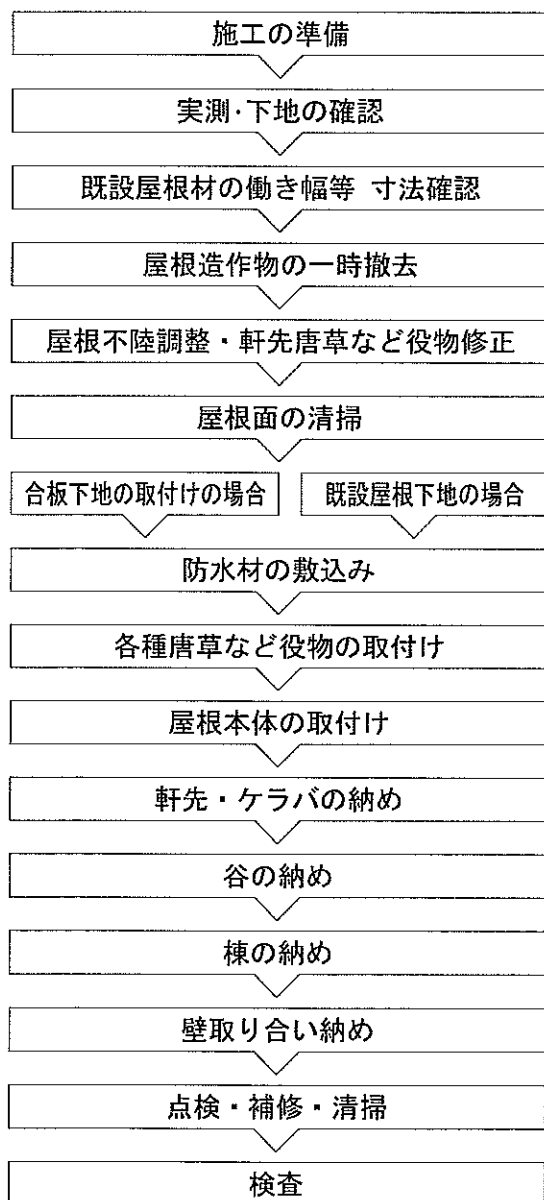 施工の準備
実測・下地の確認
既設屋根材の働き幅等 寸法確認
屋根造作物の一時撤去
屋根不陸調整・軒先唐草など役物修正
屋根面の清掃
合板下地の取付けの場合
既設屋根下地の場合
防水材の敷込み
各種唐草など役物の取付け
屋根本体の取付け
軒先・ケラバの納め
谷の納め
棟の納め
壁取り合い納め
点検・補修・清掃
検査